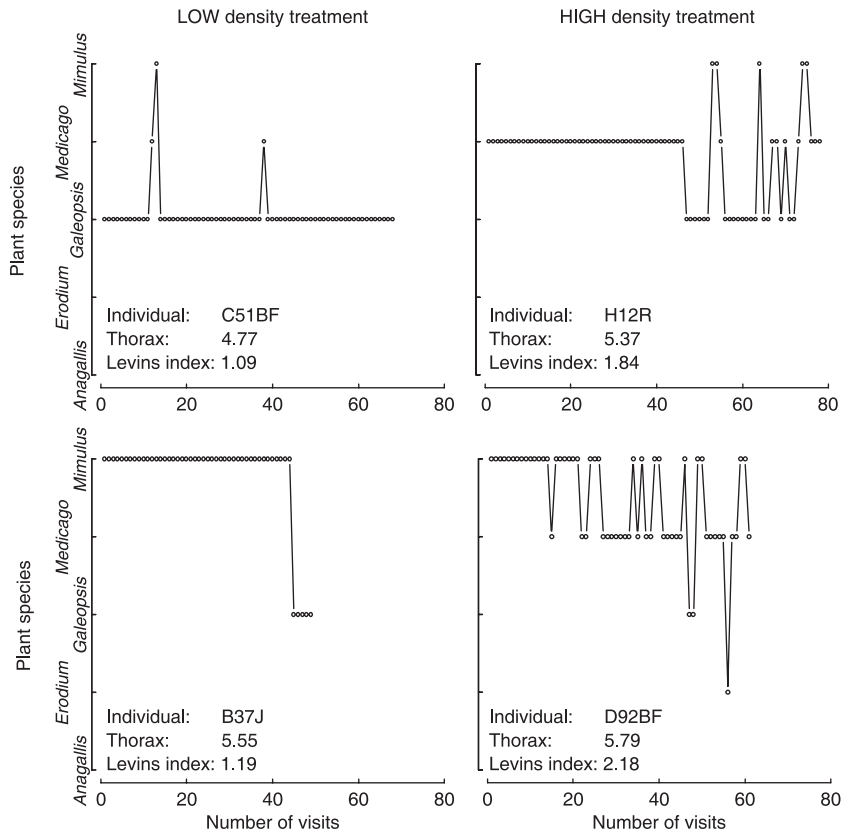 LOW density treatment
HIGH density treatment
Plant species
Mimulus
Medicago
Galeopsis
Erodium
Anagallis
Individual: C51BF
Thorax: 4.77
Levins index: 1.09
0 20 40 60 80
Individual: H12R
Thorax: 5.37
Levins index: 1.84
0 20 40 60 80
Plant species
Mimulus
Medicago
Galeopsis
Erodium
Anagallis
Individual: B37J
Thorax: 5.55
Levins index: 1.19
0 20 40 60 80
Number of visits
Individual: D92BF
Thorax: 5.79
Levins index: 2.18
0 20 40 60 80
Number of visits